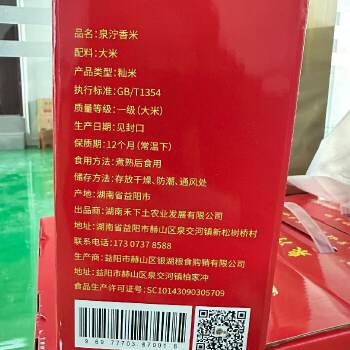 品名：泉泞香米
配料：大米
产品类型：籼米
执行标准：GB/T1354
质量等级：一级(大米)
生产日期：见封口
保质期：12个月(常温下)
食用方法：煮熟后食用
储存方法：存放干燥、防潮、通风处
产地：湖南省益阳市
出品商：湖南禾下土农业发展有限公司
地址：湖南省益阳市赫山区泉交河镇新松树桥村
联系电话：173 0737 8588
生产商：益阳市赫山区银湖粮食购销有限公司
地址：益阳市赫山区泉交河镇柏家冲
食品生产许可证号：SC10143090305709